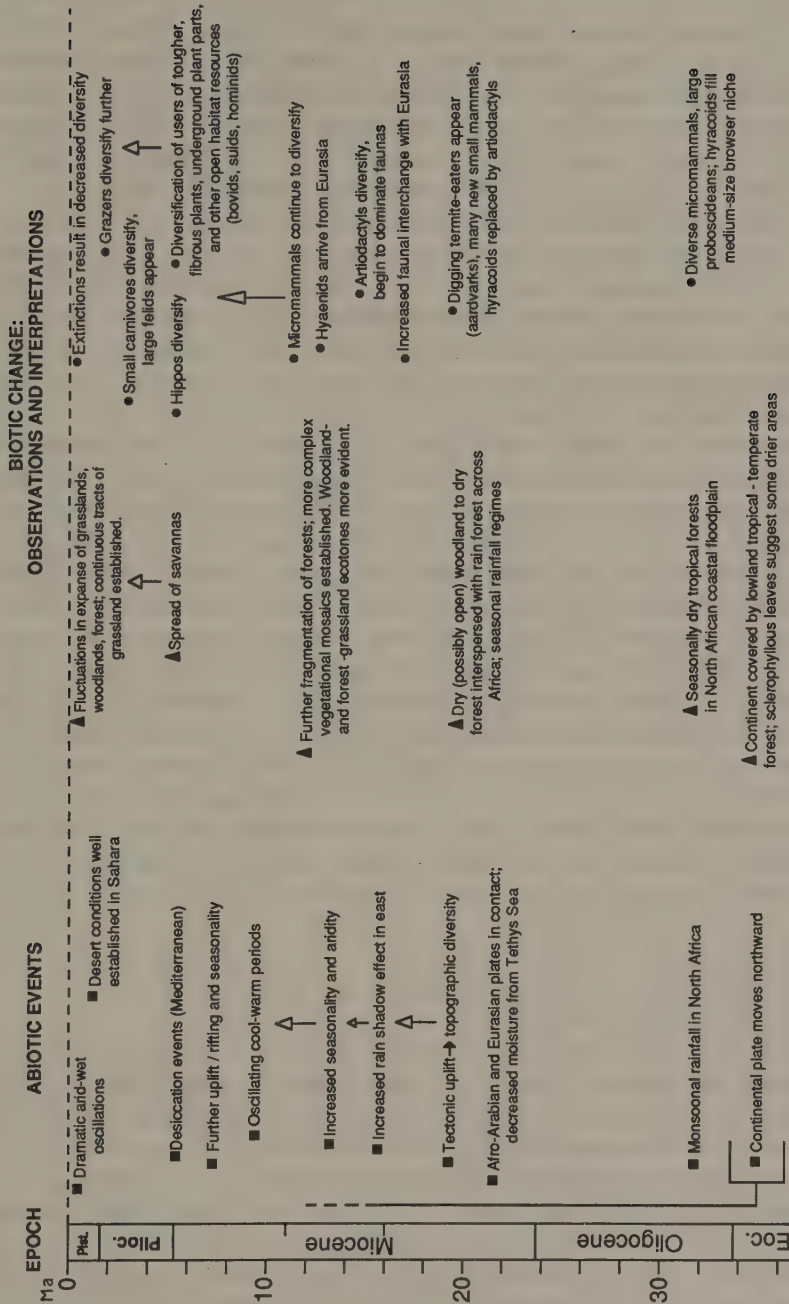 BIOTIC CHANGE:
OBSERVATIONS AND INTERPRETATIONS
EPOCH
ABIOTIC EVENTS
Ma
0
10
20
30
Plst.
Plioc.
Miocene
Oligocene
Eoc.
■ Dramatic arid-wet
oscillations
■ Desert conditions well
established in Sahara
■Desiccation events (Mediterranean)
■ Further uplift / rifting and seasonality
■ Oscillating cool-warm periods
■ Increased seasonality and aridity
■ Increased rain shadow effect in east
■ Tectonic uplift→ topographic diversity
■ Afro-Arabian and Eurasian plates in contact;
decreased moisture from Tethys Sea
■ Monsoonal rainfall in North Africa
■ Continental plate moves northward
▲ Fluctuations in expanse of grasslands,
woodlands, forest; continuous tracts of
grassland established.
▲Spread of savannas
▲ Further fragmentation of forests; more complex
vegetational mosaics established. Woodland-
and forest -grassland ecotones more evident.
▲ Dry (possibly open) woodland to dry
forest interspersed with rain forest across
Africa; seasonal rainfall regimes
▲ Seasonally dry tropical forests
in North African coastal floodplain
▲ Continent covered by lowland tropical - temperate
forest; sclerophyllous leaves suggest some drier areas
● Extinctions result in decreased diversity
● Grazers diversify further
● Small carnivores diversify,
large felids appear
● Hippos diversify
● Diversification of users of tougher,
fibrous plants, underground plant parts,
and other open habitat resources
(bovids, suids, hominids)
● Micromammals continue to diversify
● Hyaenids arrive from Eurasia
● Artiodactyls diversify,
begin to dominate faunas
● Increased faunal interchange with Eurasia
● Digging termite-eaters appear
(aardvarks), many new small mammals,
hyracoids replaced by artiodactyls
● Diverse micromammals, large
proboscideans; hyracoids fill
medium-size browser niche